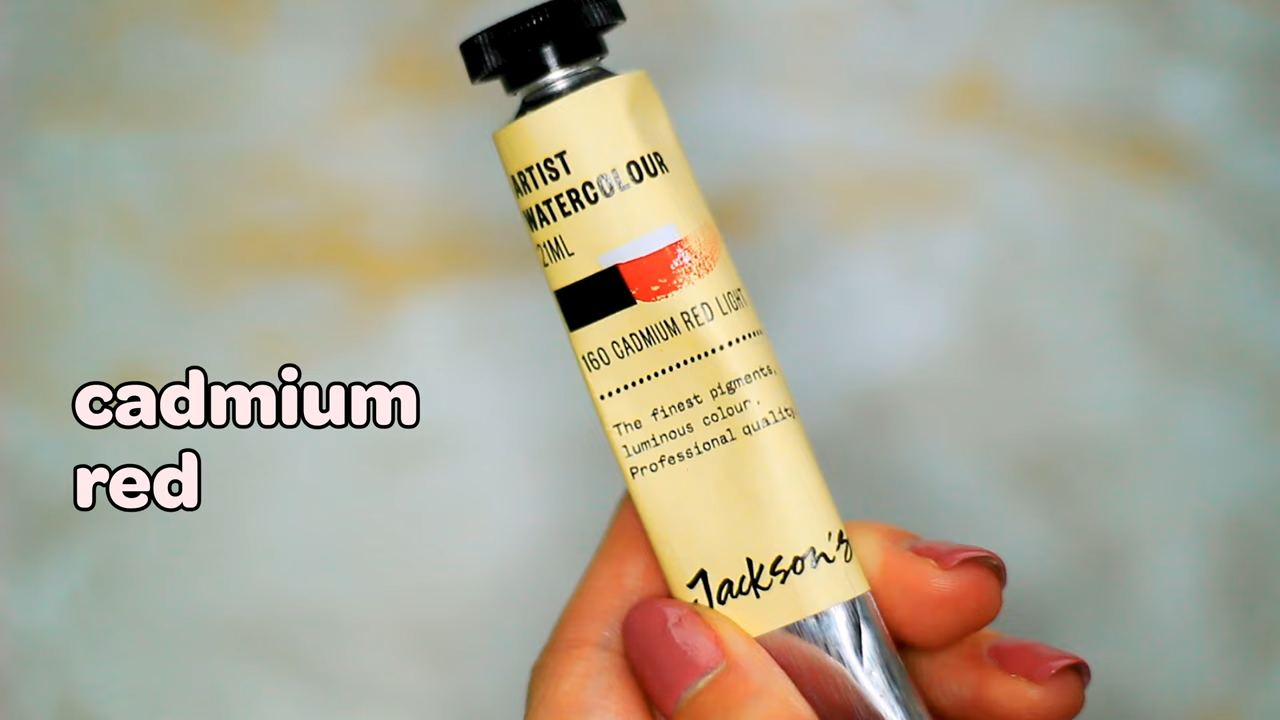 ARTIST
WATERCOLOUR
21ML
160 CADMIUM RED LIGHT
The finest pigments,
luminous colour.
Professional quality.
Jackson's
cadmium
red